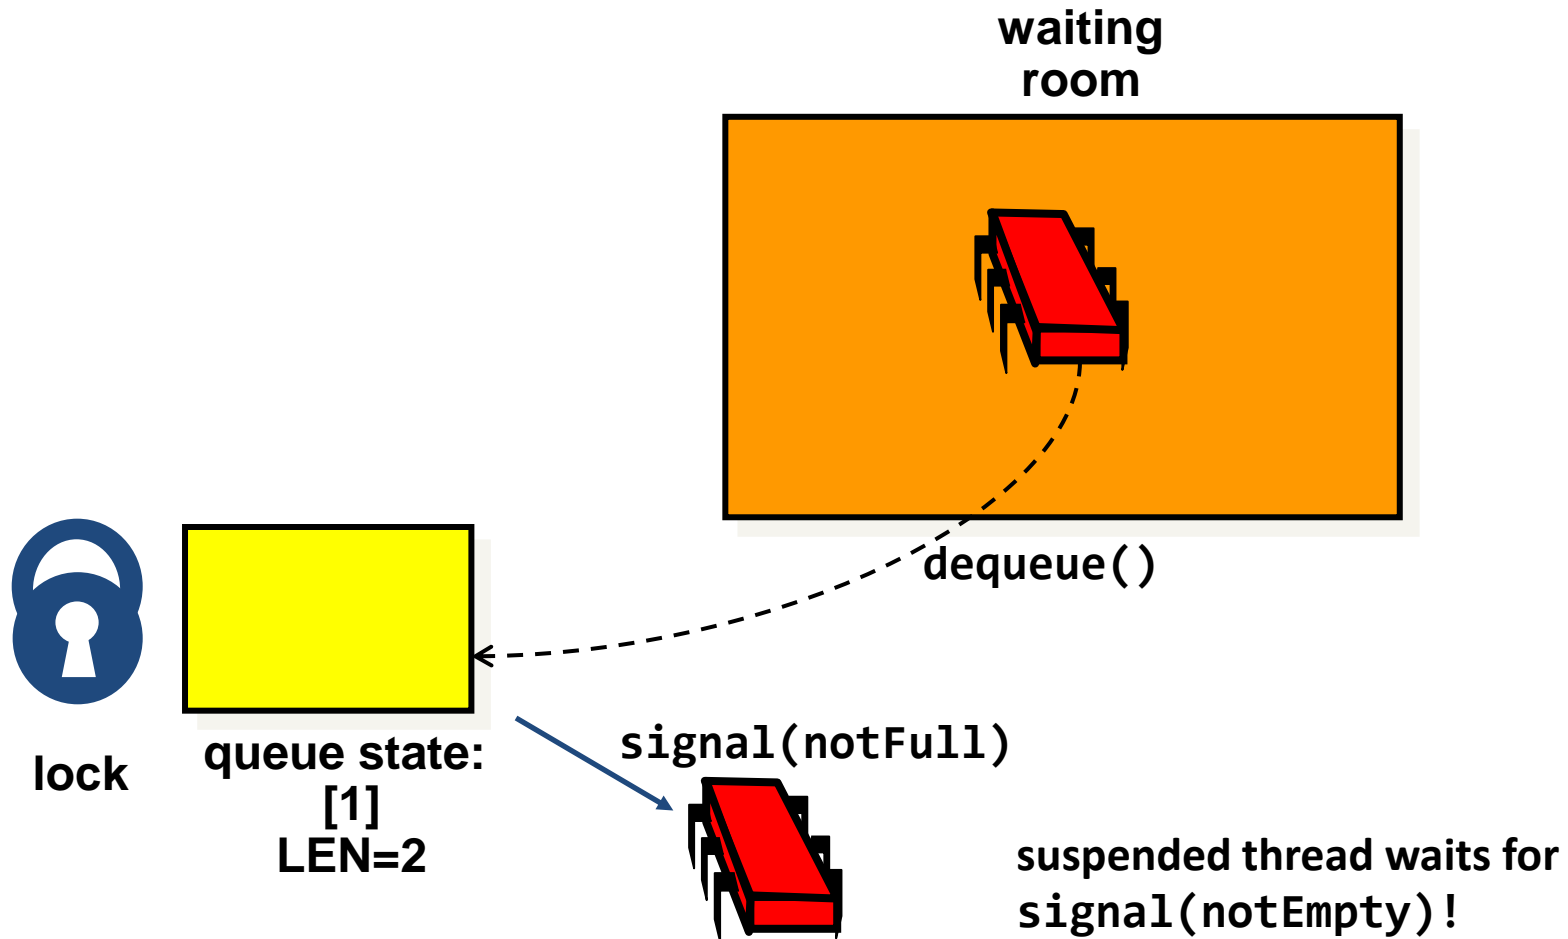 waiting
room
dequeue()
lock
queue state:
[1]
LEN=2
signal(notFull)
suspended thread waits for
signal(notEmpty)!